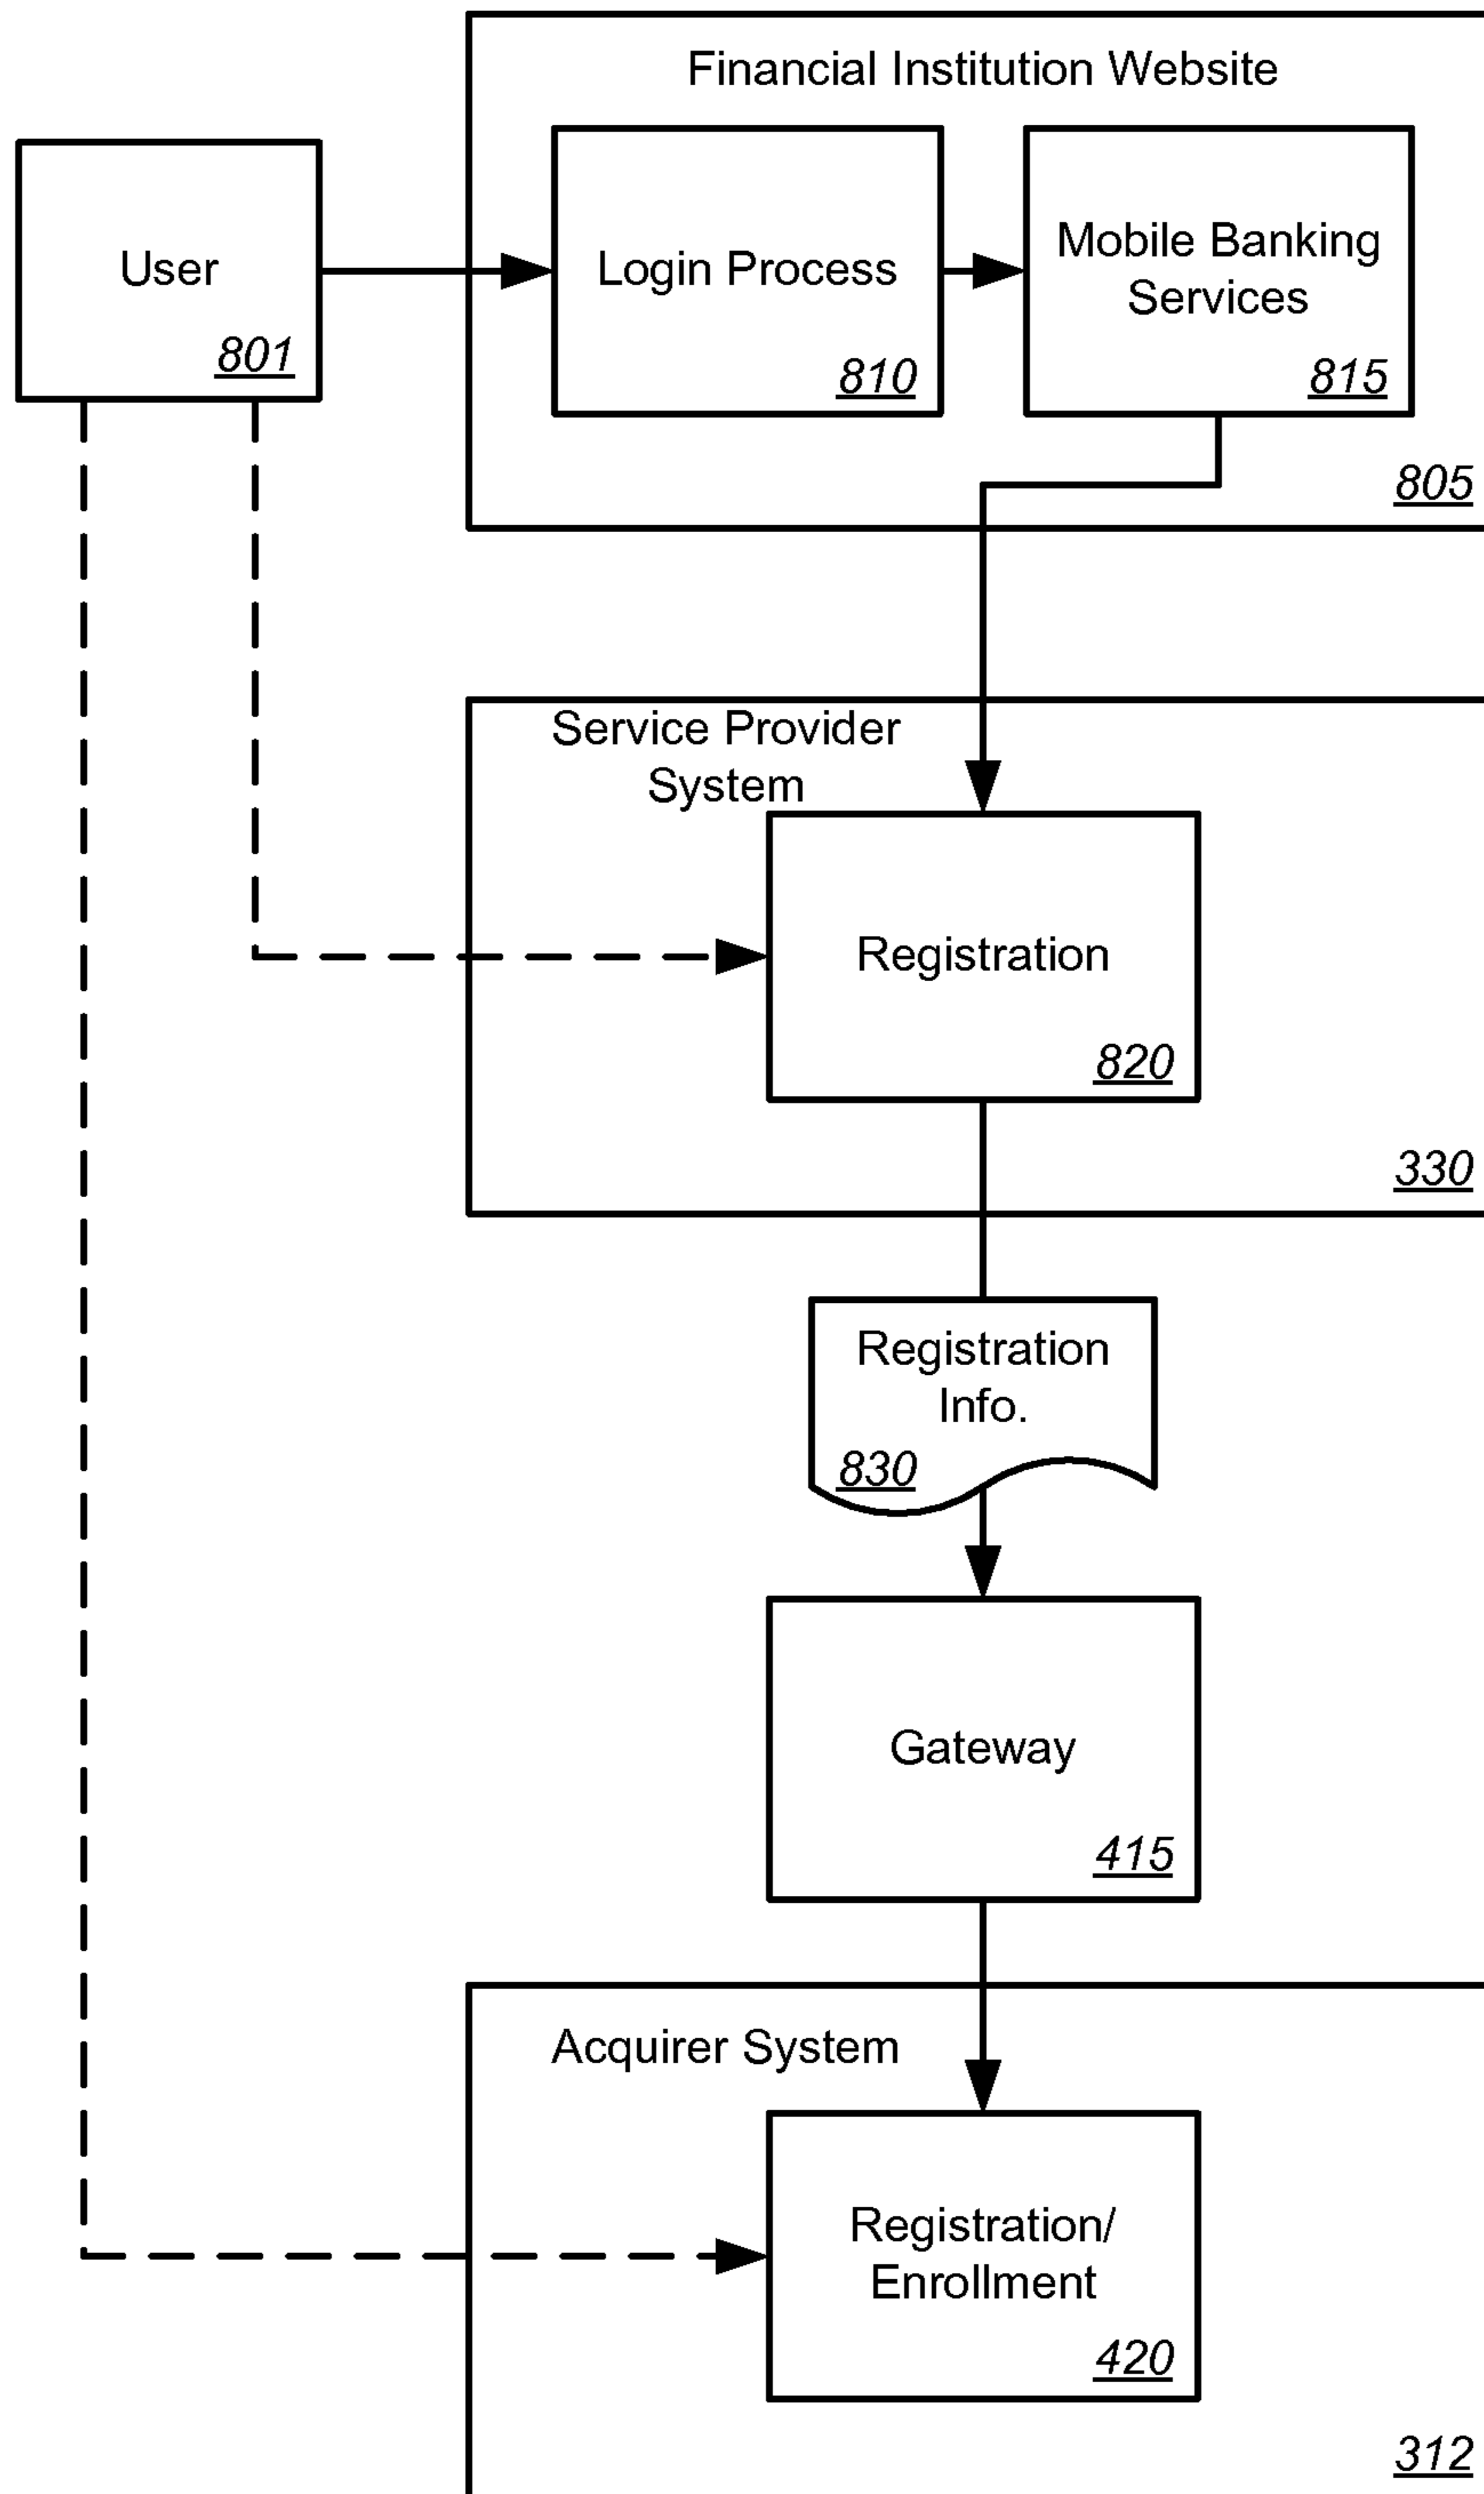 Financial Institution Website
User
801
Login Process
810
Mobile Banking
Services
815
805
Service Provider
System
Registration
820
330
Registration
Info.
830
Gateway
415
Acquirer System
Registration/
Enrollment
420
312